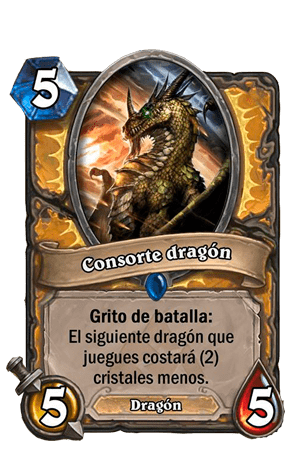 5
Consorte dragón
Grito de batalla:
El siguiente dragón que
juegues costará (2)
cristales menos.
5
Dragón
5